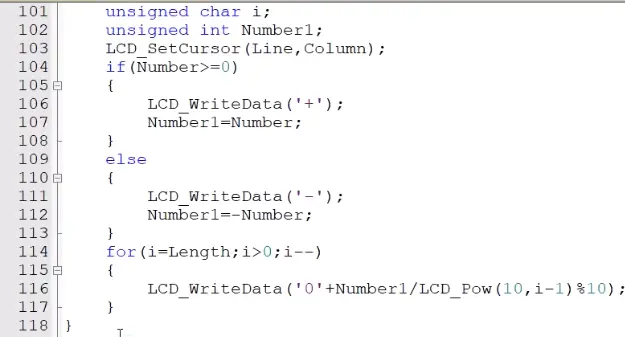 101 unsigned char i;
102 unsigned int Number1;
103 LCD_SetCursor(Line,Column);
104 if(Number>=0)
105 {
106 LCD_WriteData('+');
107 Number1=Number;
108 }
109 else
110 {
111 LCD_WriteData('-');
112 Number1=-Number;
113 }
114 for(i=Length;i>0;i--)
115 {
116 LCD_WriteData('0'+Number1/LCD_Pow(10,i-1)%10);
117 }
118 }